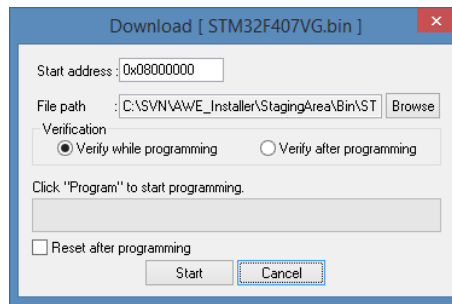 Download [ STM32F407VG.bin ]
x
Start address : 0x08000000
File path : C:\SVN\AWE_Installer\StagingArea\Bin\ST Browse
Verification
Verify while programming Verify after programming
Click "Program" to start programming.
Reset after programming
Start Cancel